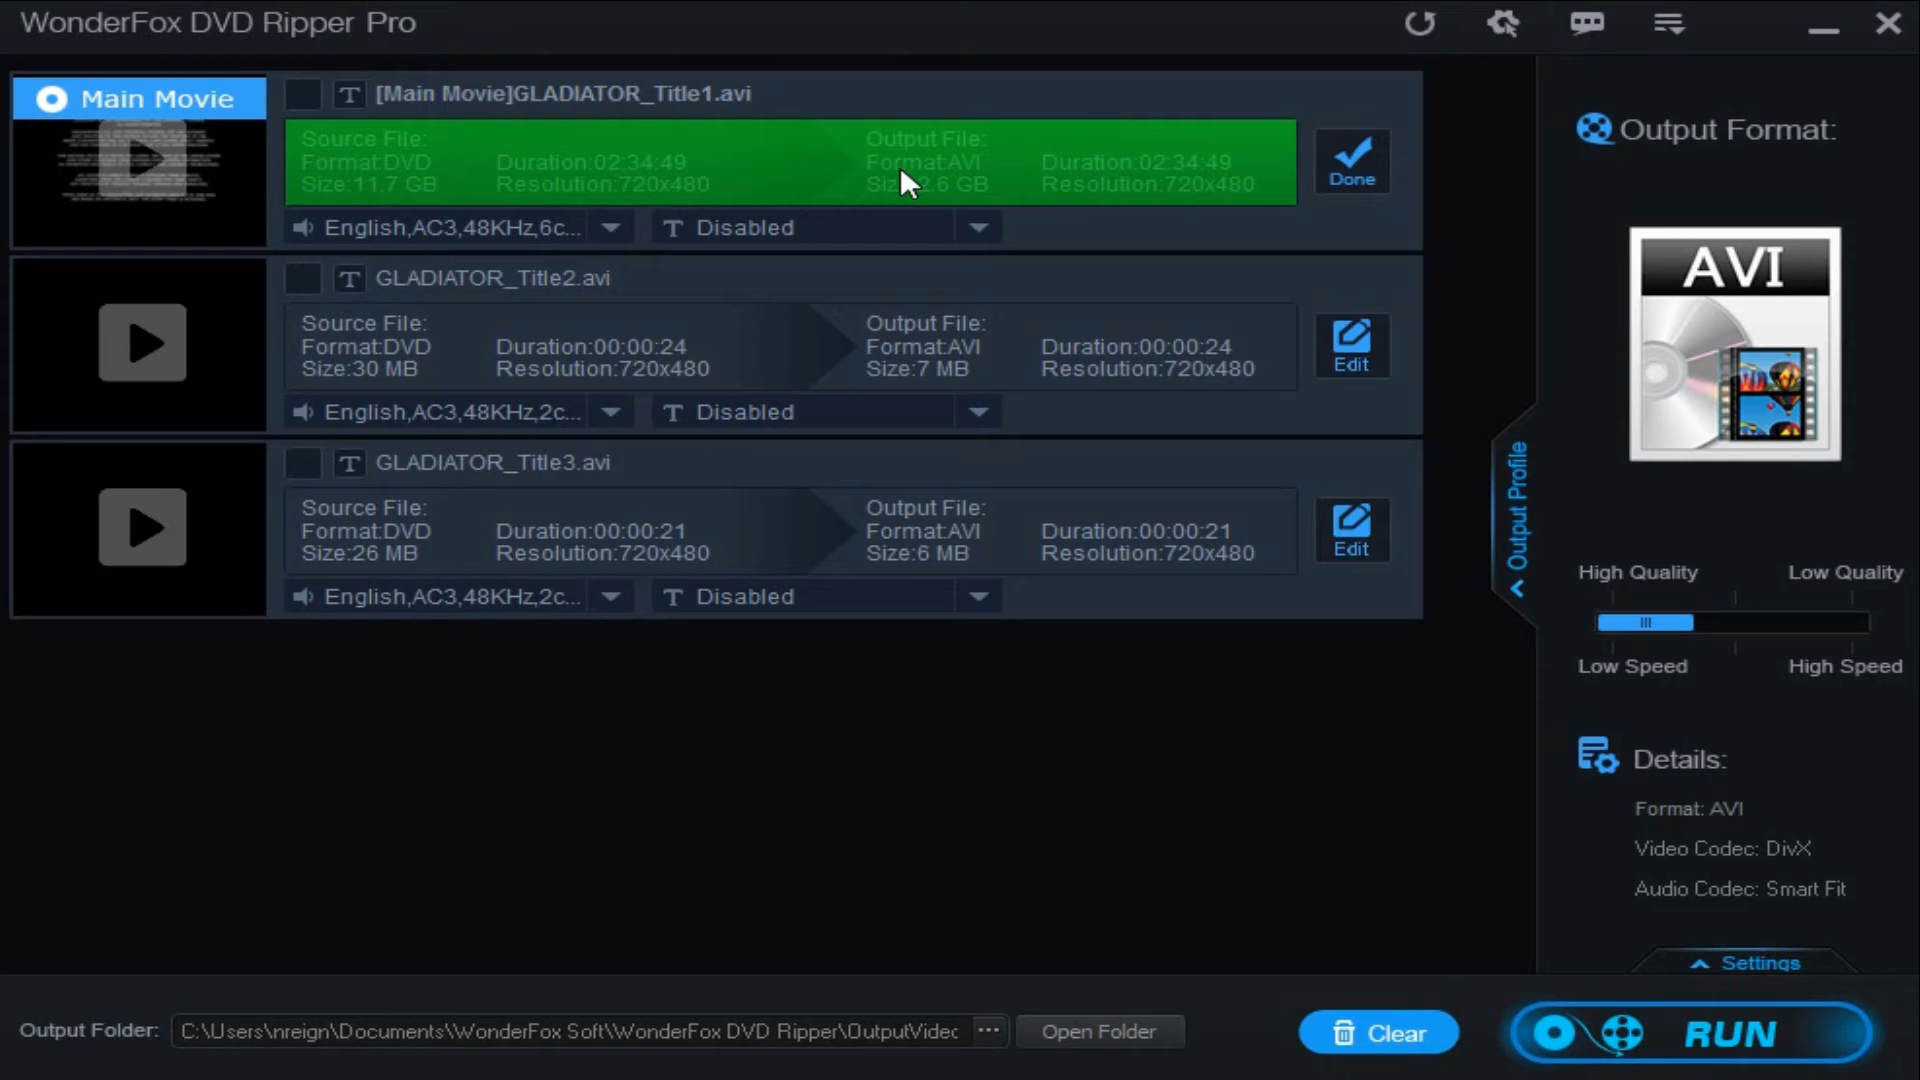 WonderFox DVD Ripper Pro
Main Movie
T [Main Movie]GLADIATOR_Title1.avi
Source File:
Format:DVD Duration:02:34:49
Size:11.7 GB Resolution:720x480
Output File:
Format:AVI Duration:02:34:49
2.6 GB Resolution:720x480
Done
English,AC3,48KHz,6c...
T Disabled
T GLADIATOR_Title2.avi
Source File:
Format:DVD Duration:00:00:24
Size:30 MB Resolution:720x480
Output File:
Format:AVI Duration:00:00:24
Size:7 MB Resolution:720x480
Edit
English,AC3,48KHz,2c...
T Disabled
T GLADIATOR_Title3.avi
Source File:
Format:DVD Duration:00:00:21
Size:26 MB Resolution:720x480
Output File:
Format:AVI Duration:00:00:21
Size:6 MB Resolution:720x480
Edit
English,AC3,48KHz,2c...
T Disabled
Output Profile
Output Format:
AVI
High Quality Low Quality
Low Speed High Speed
Details:
Format: AVI
Video Codec: DivX
Audio Codec: Smart Fit
Settings
Output Folder: C:\Users\nreign\Documents\WonderFox Soft\WonderFox DVD Ripper\OutputVideo ...
Open Folder
Clear
RUN